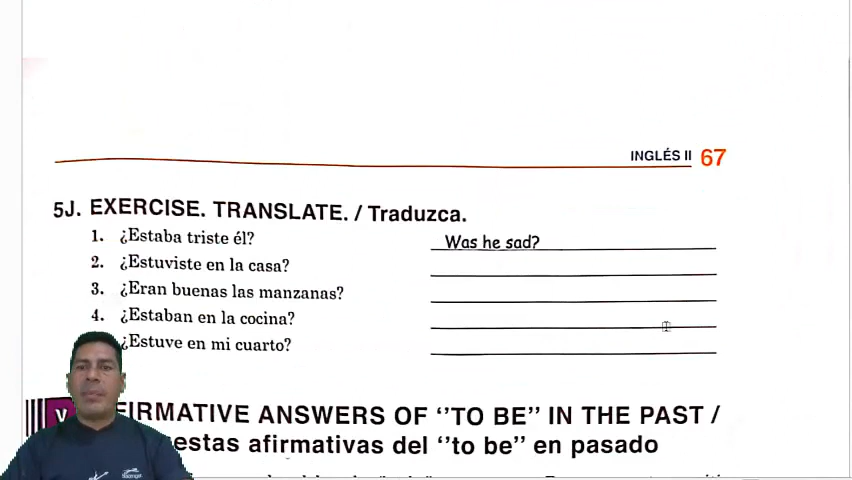 INGLÉS II 67
5J. EXERCISE. TRANSLATE. / Traduzca.
1. ¿Estaba triste él? Was he sad?
2. ¿Estuviste en la casa?
3. ¿Eran buenas las manzanas?
4. ¿Estaban en la cocina?
¿Estuve en mi cuarto?
V FIRMATIVE ANSWERS OF ‘‘TO BE’’ IN THE PAST /
estas afirmativas del ‘‘to be’’ en pasado